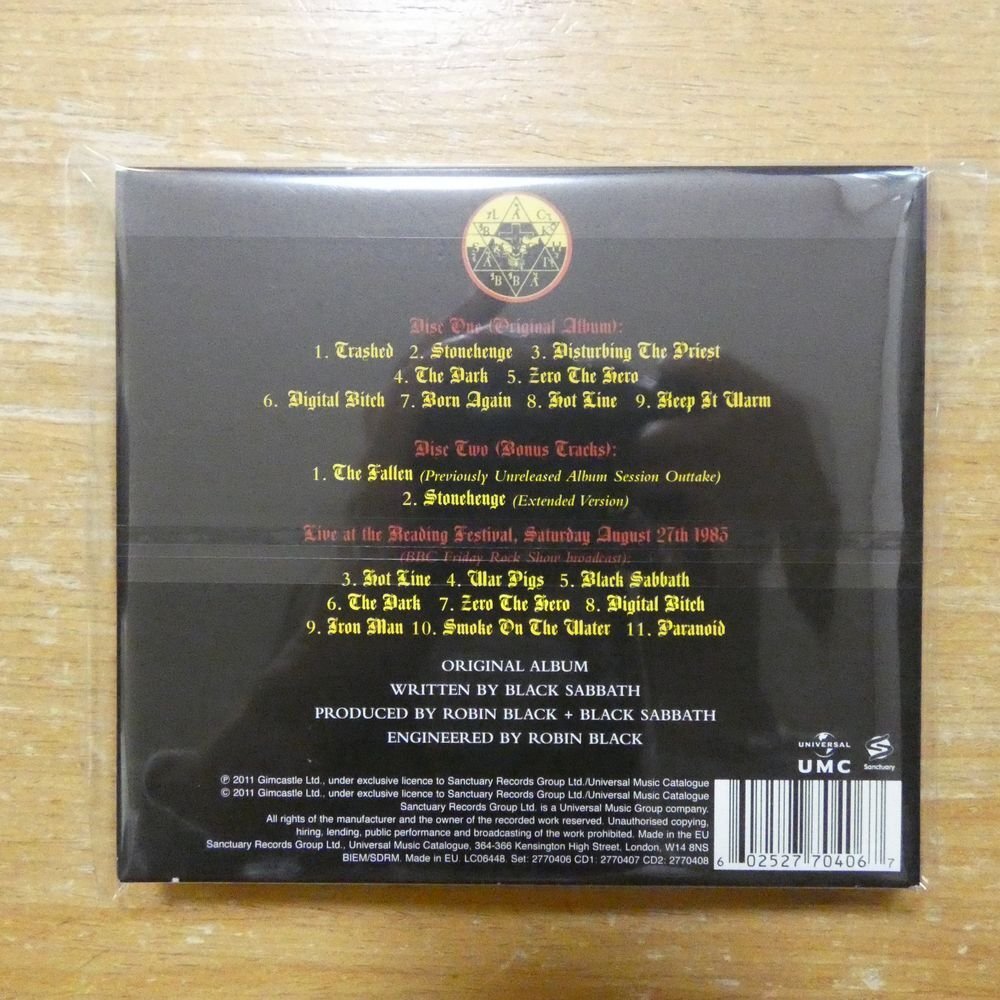 BLACK
SABBATH
Disc One (Original Album):
1. Trashed 2. Stonehenge 3. Disturbing The Priest
4. The Dark 5. Zero The Hero
6. Digital Bitch 7. Born Again 8. Hot Line 9. Keep It Warm
Disc Two (Bonus Tracks):
1. The Fallen (Previously Unreleased Album Session Outtake)
2. Stonehenge (Extended Version)
Live at the Reading Festival, Saturday August 27th 1983
(BBC Friday Rock Show broadcast):
3. Hot Line 4. War Pigs 5. Black Sabbath
6. The Dark 7. Zero The Hero 8. Digital Bitch
9. Iron Man 10. Smoke On The Water 11. Paranoid
ORIGINAL ALBUM
WRITTEN BY BLACK SABBATH
PRODUCED BY ROBIN BLACK + BLACK SABBATH
ENGINEERED BY ROBIN BLACK
UNIVERSAL
UMC
Sanctuary
℗ 2011 Gimcastle Ltd., under exclusive licence to Sanctuary Records Group Ltd./Universal Music Catalogue
© 2011 Gimcastle Ltd., under exclusive licence to Sanctuary Records Group Ltd./Universal Music Catalogue
Sanctuary Records Group Ltd. is a Universal Music Group company.
All rights of the manufacturer and the owner of the recorded work reserved. Unauthorised copying,
hiring, lending, public performance and broadcasting of the work prohibited. Made in the EU
Sanctuary Records Group Ltd., Universal Music Catalogue, 364-366 Kensington High Street, London, W14 8NS
BIEM/SDRM. Made in EU. LC06448. Set: 2770406 CD1: 2770407 CD2: 2770408
6 02527 70406 7